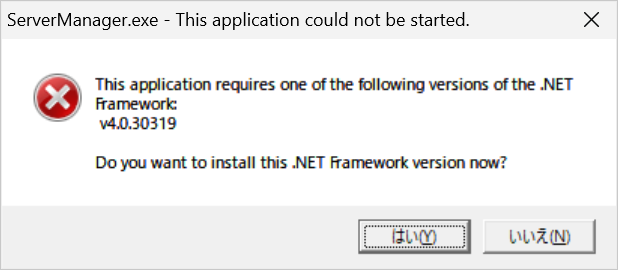 ServerManager.exe - This application could not be started.
This application requires one of the following versions of the .NET
Framework:
v4.0.30319
Do you want to install this .NET Framework version now?
はい(Y)
いいえ(N)